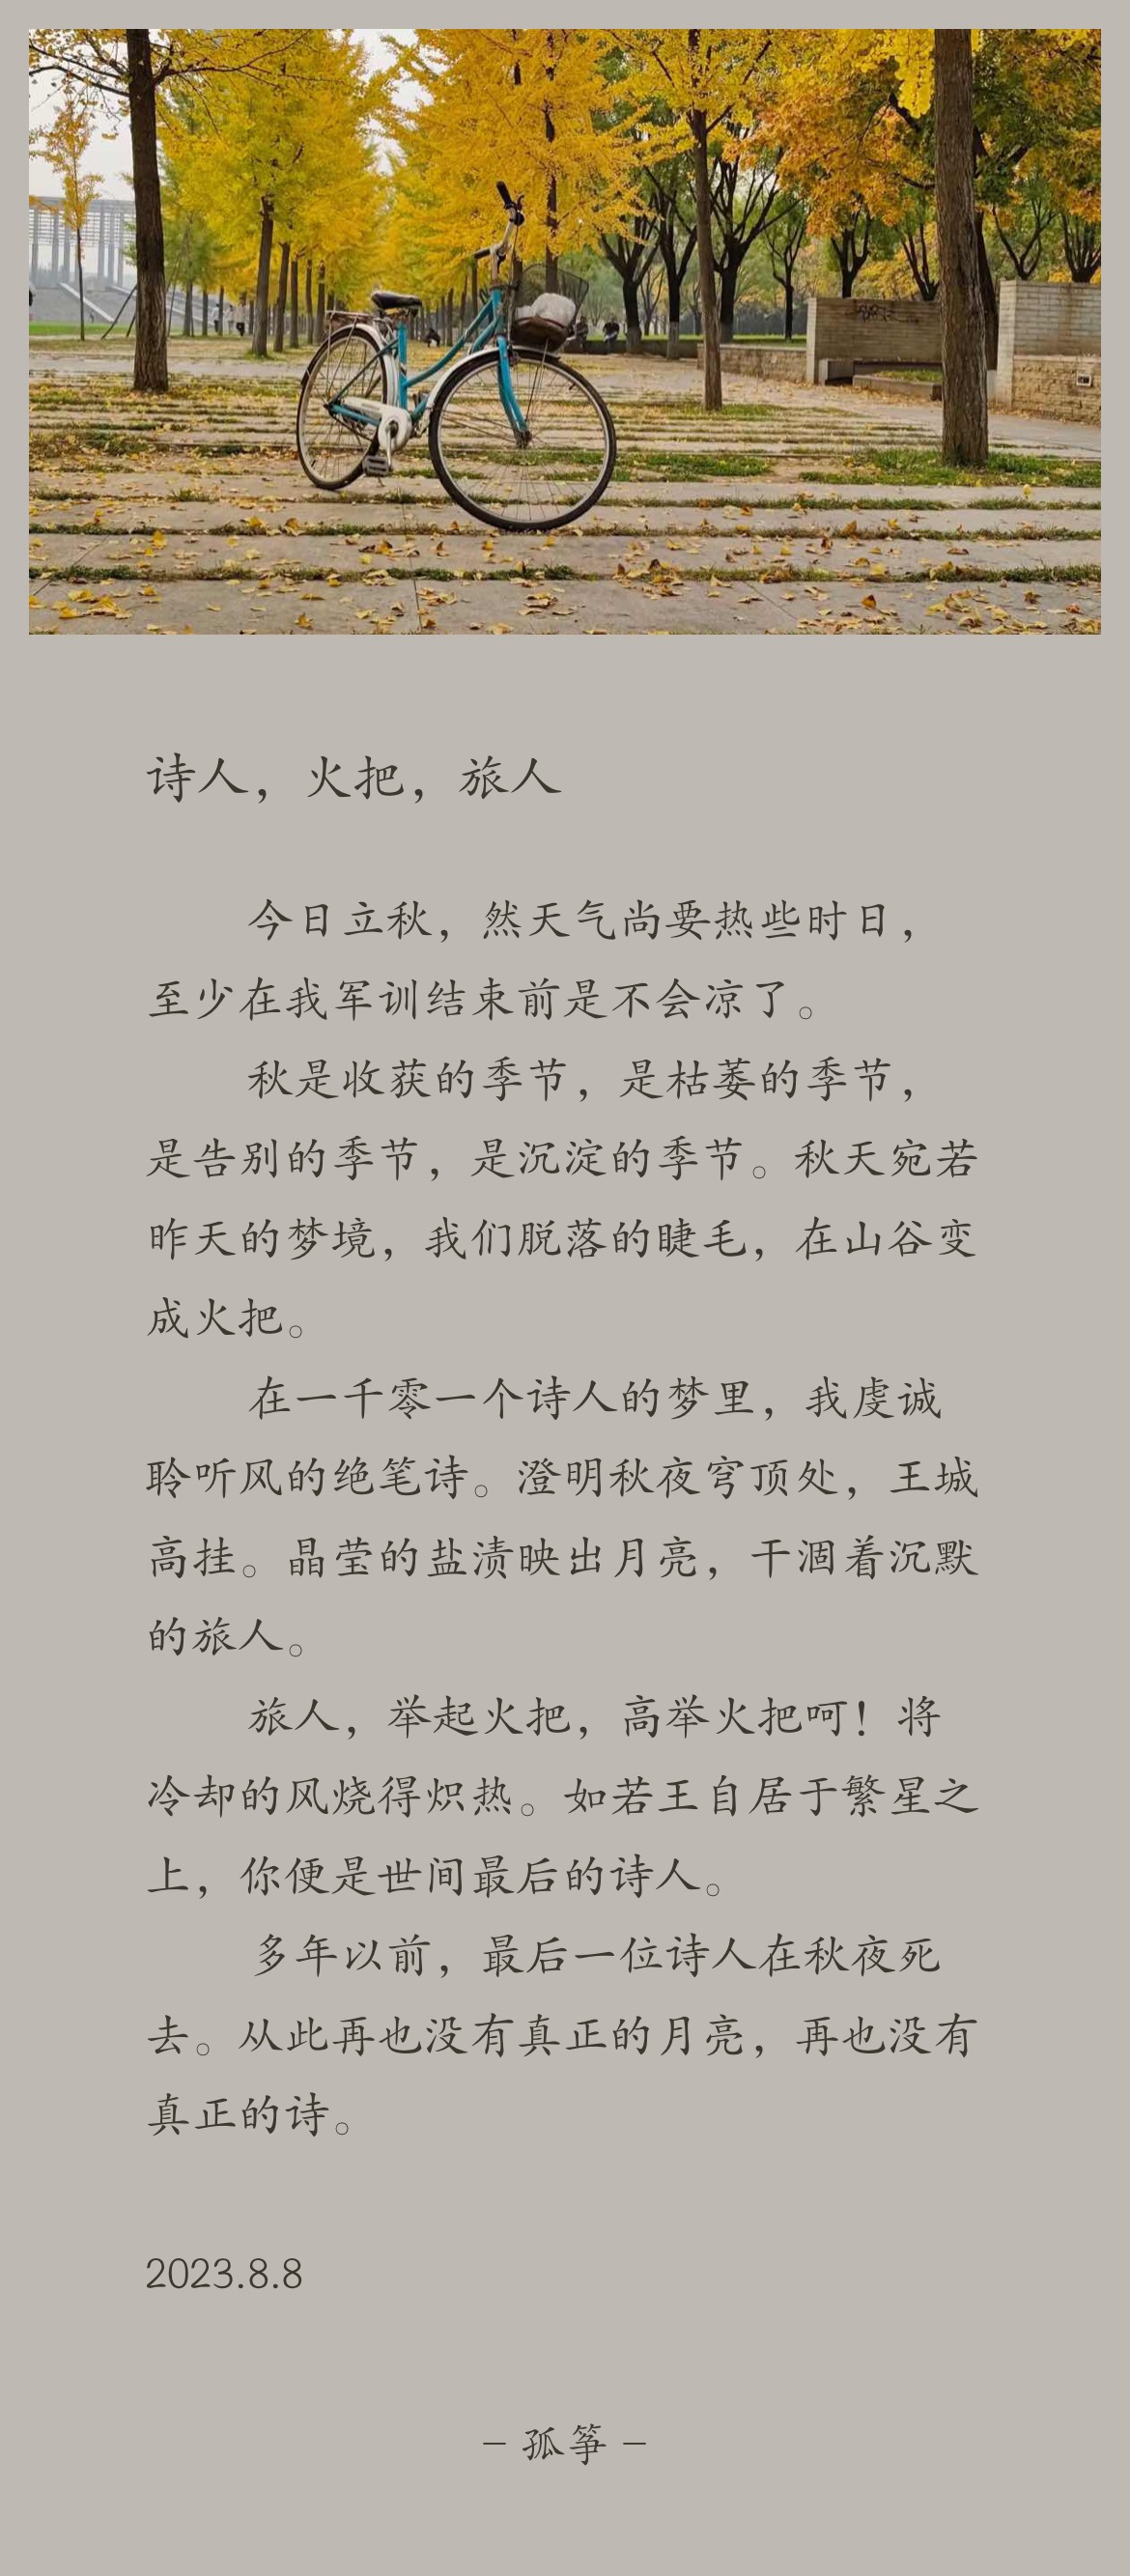 诗人，火把，旅人
今日立秋，然天气尚要热些时日，
至少在我军训结束前是不会凉了。
秋是收获的季节，是枯萎的季节，
是告别的季节，是沉淀的季节。秋天宛若
昨天的梦境，我们脱落的睫毛，在山谷变
成火把。
在一千零一个诗人的梦里，我虔诚
聆听风的绝笔诗。澄明秋夜穹顶处，王城
高挂。晶莹的盐渍映出月亮，干涸着沉默
的旅人。
旅人，举起火把，高举火把呵！将
冷却的风烧得炽热。如若王自居于繁星之
上，你便是世间最后的诗人。
多年以前，最后一位诗人在秋夜死
去。从此再也没有真正的月亮，再也没有
真正的诗。
2023.8.8
– 孤筝 –